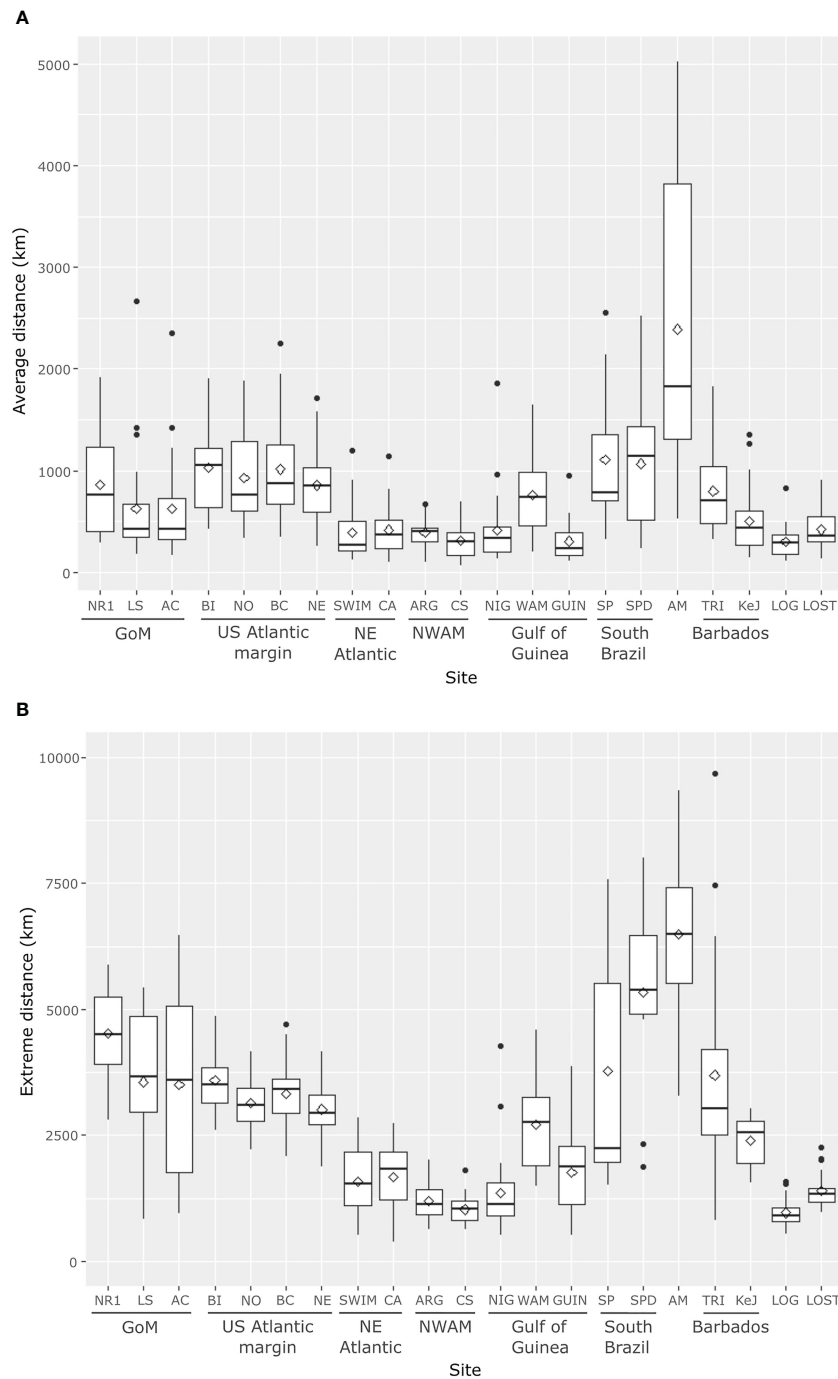 A
5000
4000
3000
2000
1000
0
Average distance (km)
NR1 LS AC BI NO BC NE SWIM CA ARG CS NIG WAM GUIN SP SPD AM TRI KeJ LOG LOST
GoM US Atlantic NE NWAM Gulf of South Barbados
margin Atlantic Guinea Brazil
Site
B
10000
7500
5000
2500
0
Extreme distance (km)
NR1 LS AC BI NO BC NE SWIM CA ARG CS NIG WAM GUIN SP SPD AM TRI KeJ LOG LOST
GoM US Atlantic NE NWAM Gulf of South Barbados
margin Atlantic Guinea Brazil
Site